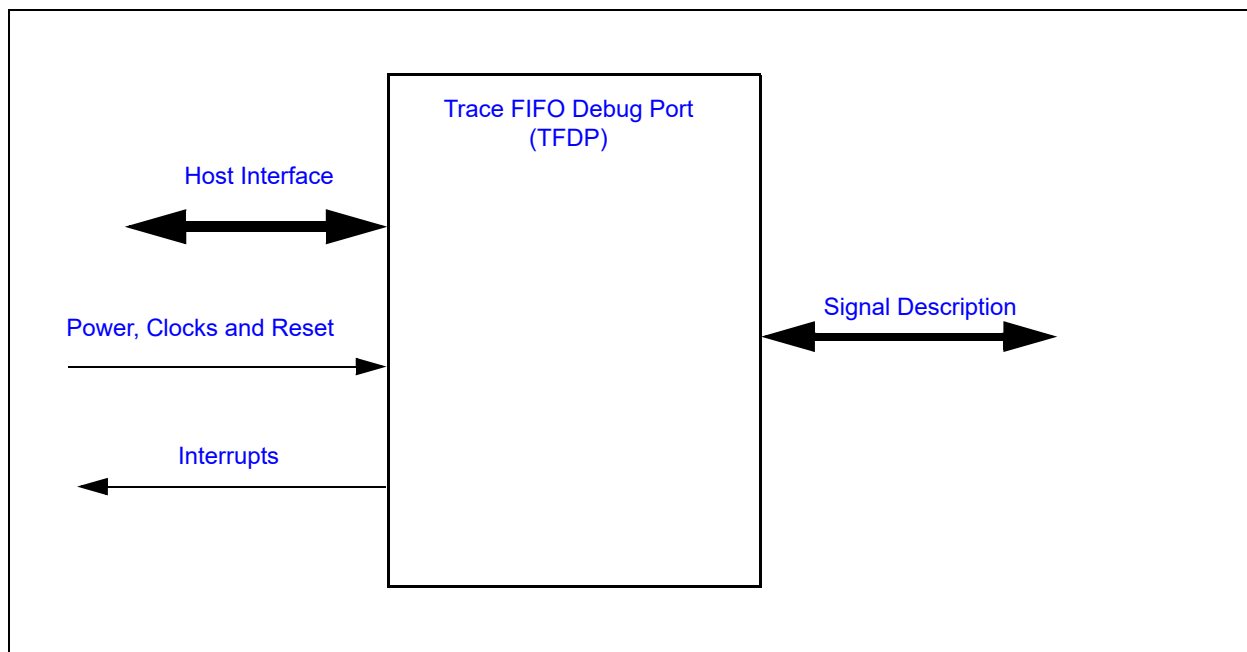 Trace FIFO Debug Port
(TFDP)
Host Interface
Signal Description
Power, Clocks and Reset
Interrupts